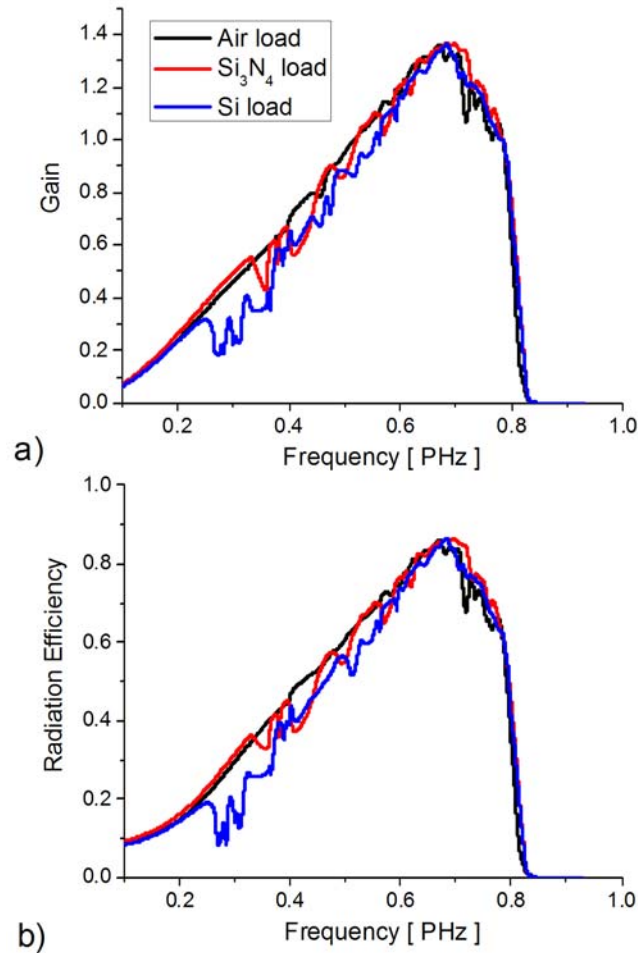 1.4
1.2
1.0
0.8
0.6
0.4
0.2
0.0
Gain
Air load
Si₃N₄ load
Si load
0.2 0.4 0.6 0.8 1.0
Frequency [ PHz ]
a)
1.0
0.8
0.6
0.4
0.2
0.0
Radiation Efficiency
0.2 0.4 0.6 0.8 1.0
Frequency [ PHz ]
b)